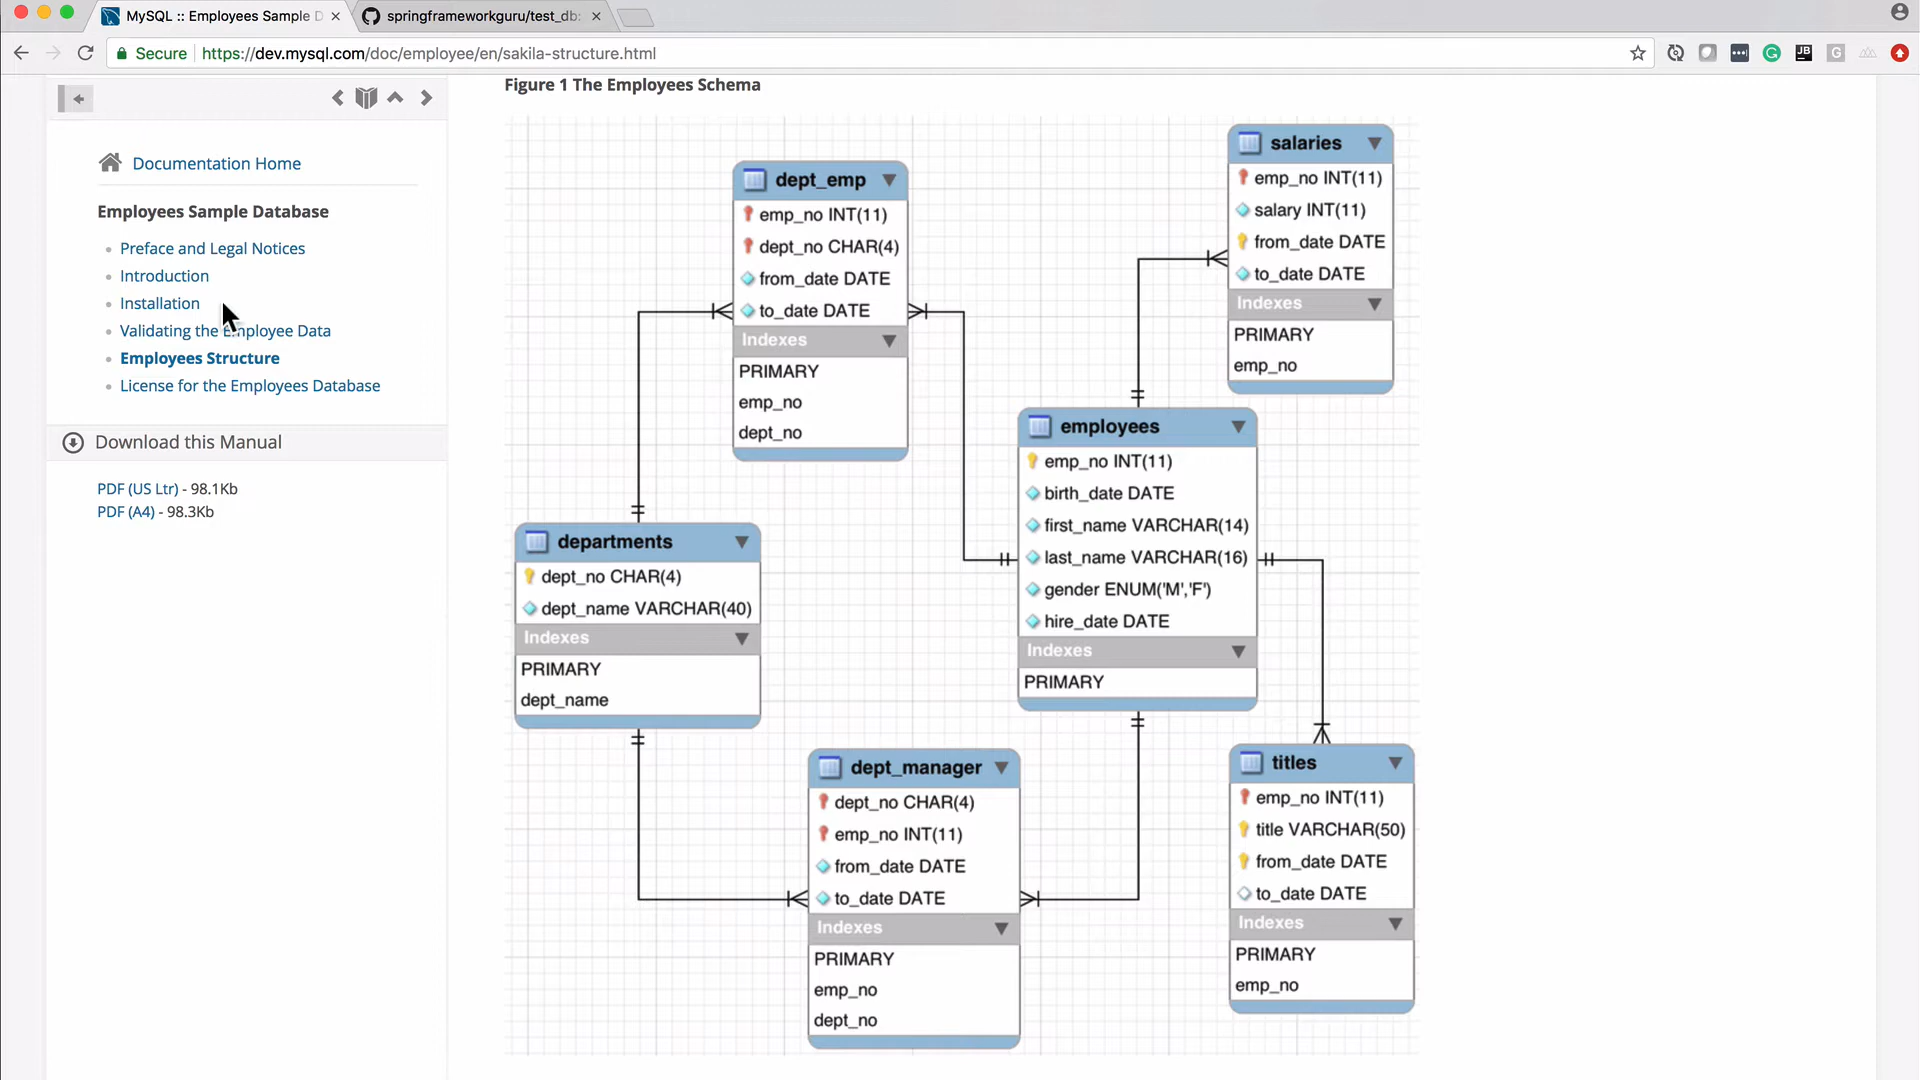 MySQL :: Employees Sample D
springframeworkguru/test_db:
Secure
https://dev.mysql.com/doc/employee/en/sakila-structure.html
JB
G
G
Documentation Home
Employees Sample Database
Preface and Legal Notices
Introduction
Installation
Validating the Employee Data
Employees Structure
License for the Employees Database
Download this Manual
PDF (US Ltr) - 98.1Kb
PDF (A4) - 98.3Kb
Figure 1 The Employees Schema
dept_emp
emp_no INT(11)
dept_no CHAR(4)
from_date DATE
to_date DATE
Indexes
PRIMARY
emp_no
dept_no
salaries
emp_no INT(11)
salary INT(11)
from_date DATE
to_date DATE
Indexes
PRIMARY
emp_no
employees
emp_no INT(11)
birth_date DATE
first_name VARCHAR(14)
last_name VARCHAR(16)
gender ENUM('M','F')
hire_date DATE
Indexes
PRIMARY
departments
dept_no CHAR(4)
dept_name VARCHAR(40)
Indexes
PRIMARY
dept_name
dept_manager
dept_no CHAR(4)
emp_no INT(11)
from_date DATE
to_date DATE
Indexes
PRIMARY
emp_no
dept_no
titles
emp_no INT(11)
title VARCHAR(50)
from_date DATE
to_date DATE
Indexes
PRIMARY
emp_no